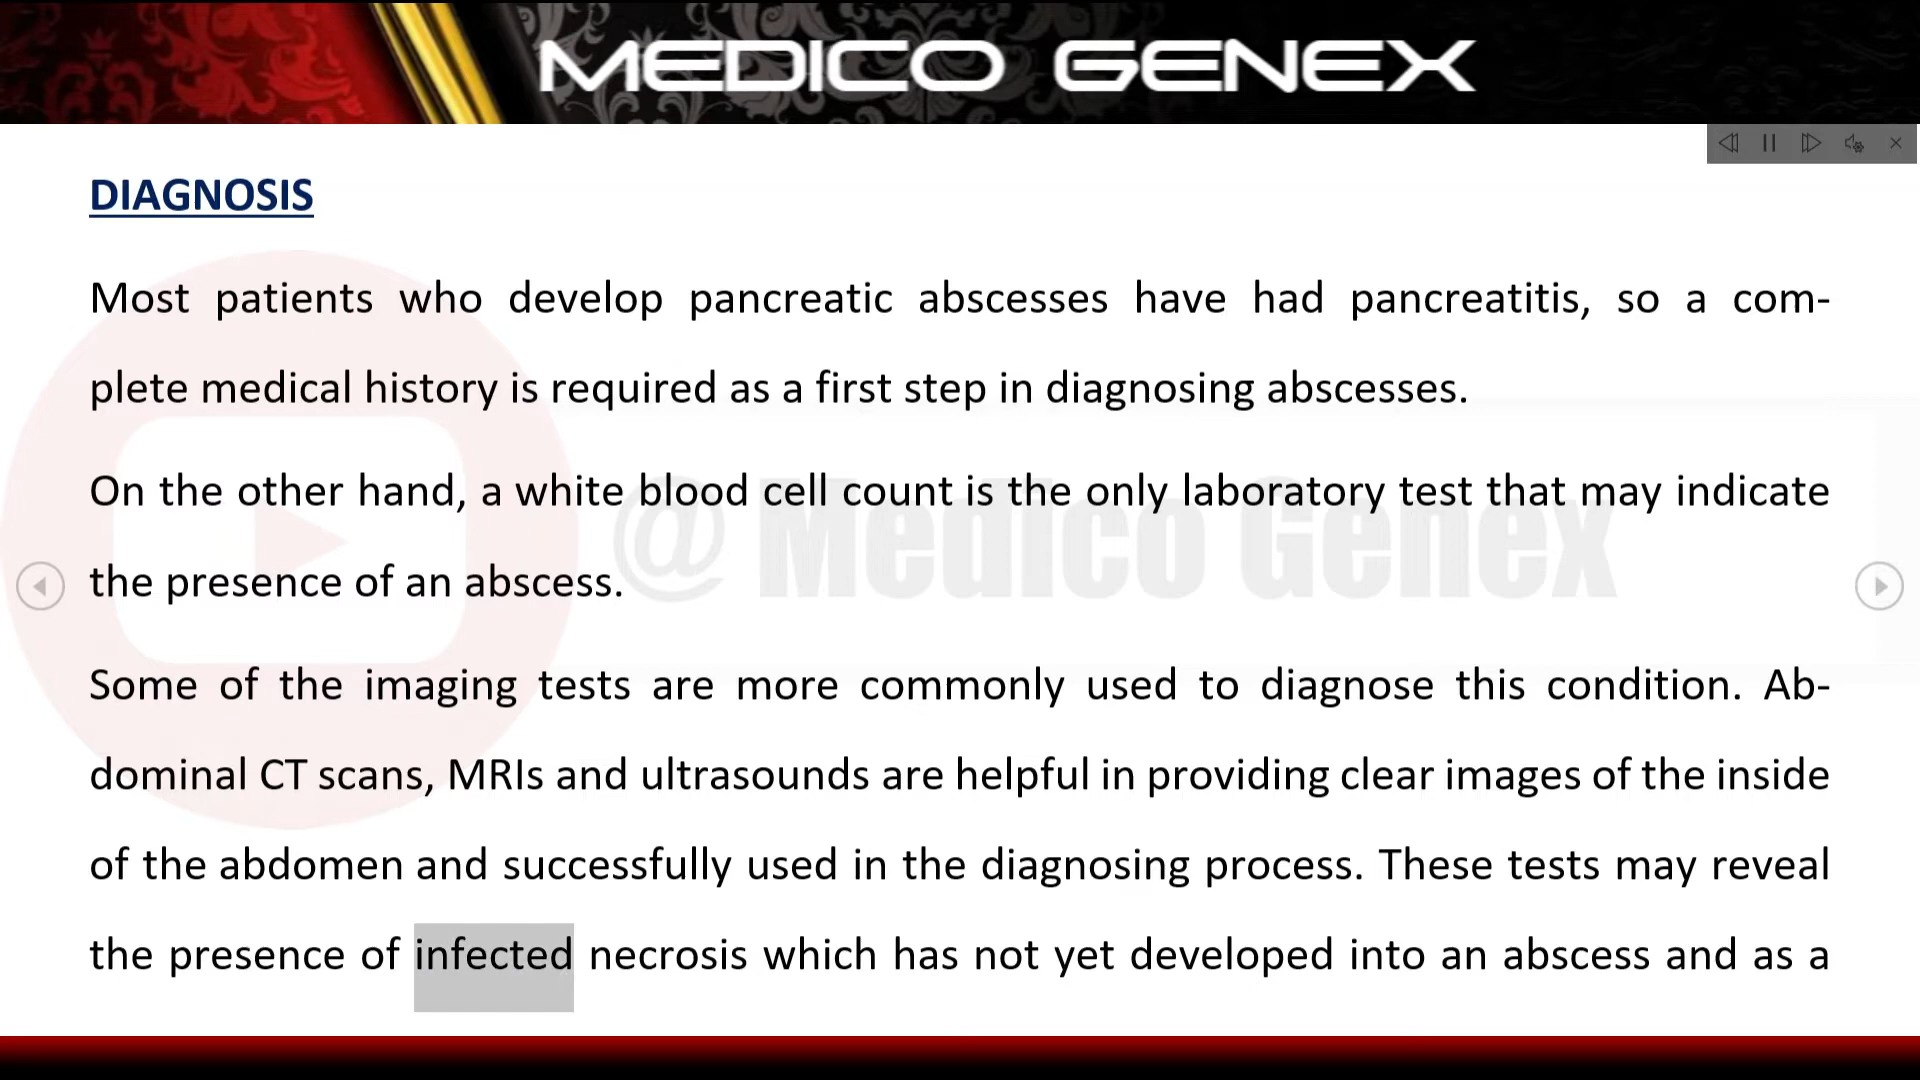 MEDICO GENEX
DIAGNOSIS
Most patients who develop pancreatic abscesses have had pancreatitis, so a com-
plete medical history is required as a first step in diagnosing abscesses.
On the other hand, a white blood cell count is the only laboratory test that may indicate
the presence of an abscess.
@ Medico Genex
Some of the imaging tests are more commonly used to diagnose this condition. Ab-
dominal CT scans, MRIs and ultrasounds are helpful in providing clear images of the inside
of the abdomen and successfully used in the diagnosing process. These tests may reveal
the presence of infected necrosis which has not yet developed into an abscess and as a